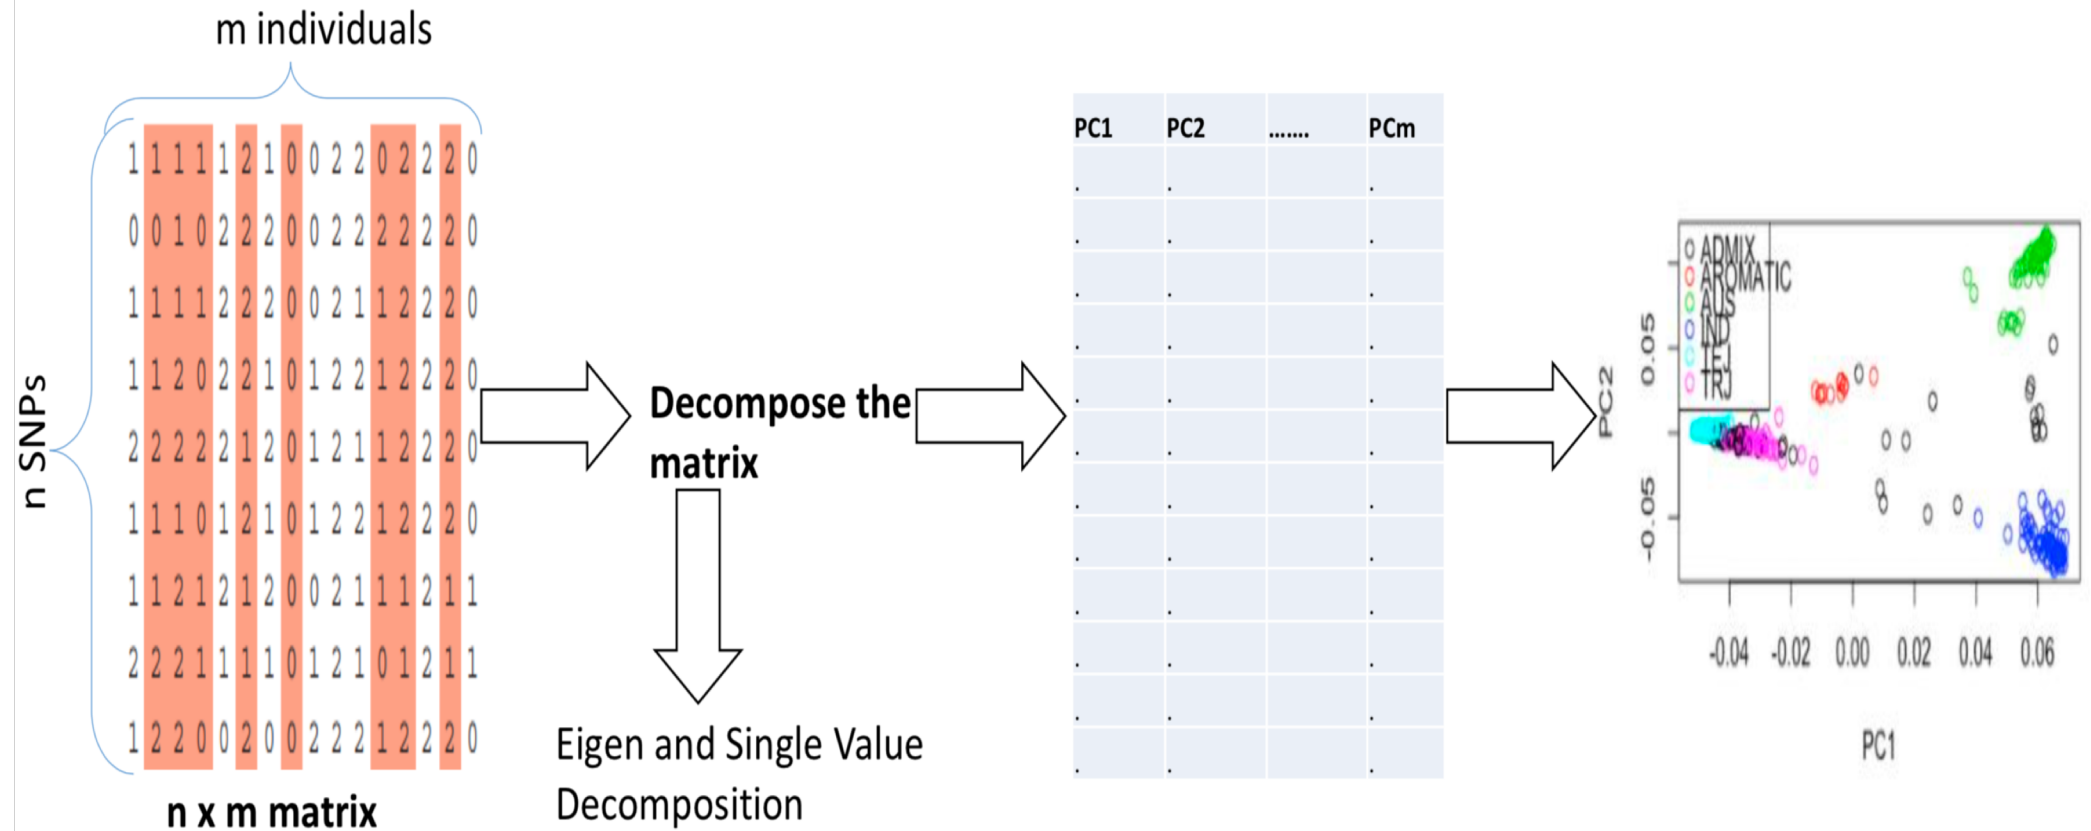 m individuals
n SNPs
1 1 1 1 1 2 1 0 0 2 2 0 2 2 2 0
0 0 1 0 2 2 2 0 0 2 2 2 2 2 2 0
1 1 1 1 2 2 2 0 0 2 1 1 2 2 2 0
1 1 2 0 2 2 1 0 1 2 2 1 2 2 2 0
2 2 2 2 2 1 2 0 1 2 1 1 2 2 2 0
1 1 1 0 1 2 1 0 1 2 2 1 2 2 2 0
1 1 2 1 2 1 2 0 0 2 1 1 1 2 1 1
2 2 2 1 1 1 1 0 1 2 1 0 1 2 1 1
1 2 2 0 0 2 0 0 2 2 2 1 2 2 2 0
n x m matrix
Decompose the
matrix
Eigen and Single Value
Decomposition
PC1 PC2 ....... PCm
. . .
. . .
. . .
. . .
. . .
. . .
. . .
. . .
. . .
. . .
. . .
. . .
ADMIX
AROMATIC
AUS
IND
TEJ
TRJ
PC2
0.05
-0.05
-0.04 -0.02 0.00 0.02 0.04 0.06
PC1